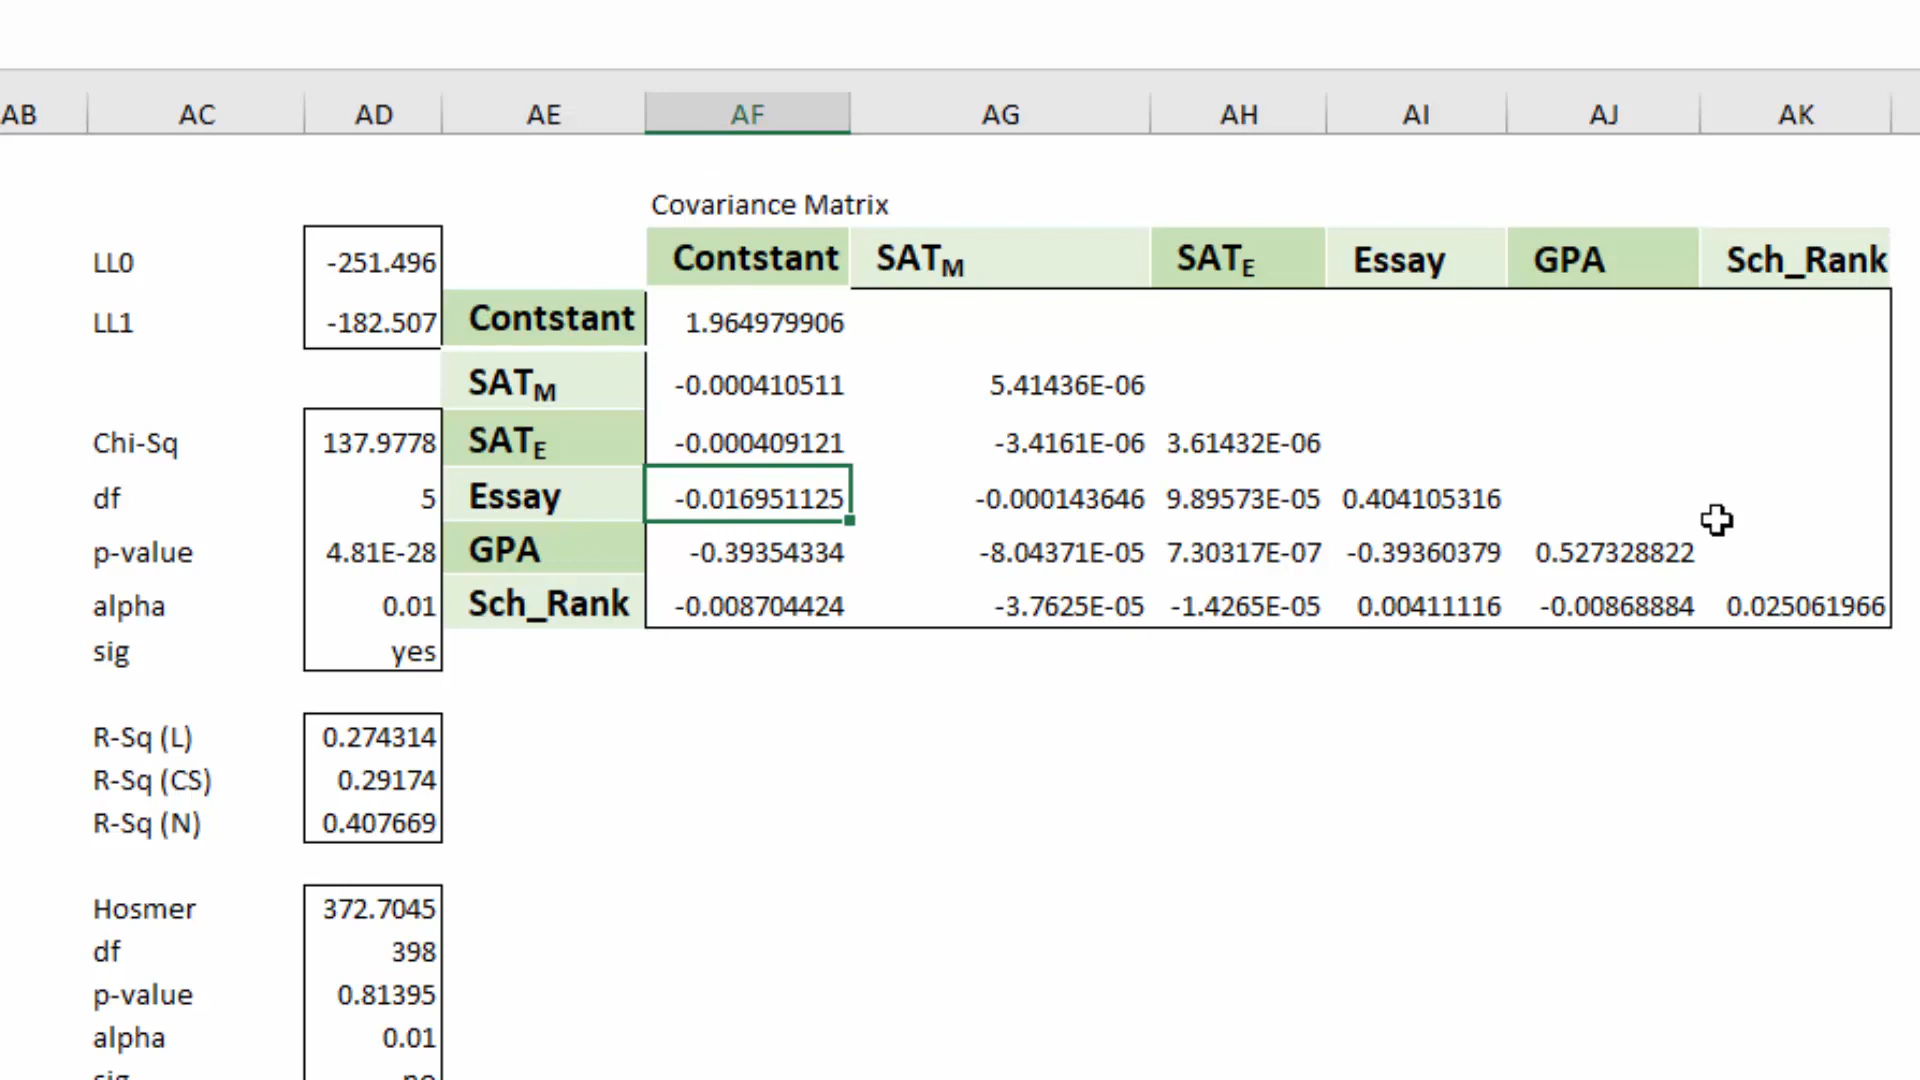 AB AC AD AE AF AG AH AI AJ AK
Covariance Matrix
LL0 -251.496 Contstant SATM SATE Essay GPA Sch_Rank
LL1 -182.507 Contstant 1.964979906
SATM -0.000410511 5.41436E-06
Chi-Sq 137.9778 SATE -0.000409121 -3.4161E-06 3.61432E-06
df 5 Essay -0.016951125 -0.000143646 9.89573E-05 0.404105316
p-value 4.81E-28 GPA -0.39354334 -8.04371E-05 7.30317E-07 -0.39360379 0.527328822
alpha 0.01 Sch_Rank -0.008704424 -3.7625E-05 -1.4265E-05 0.00411116 -0.00868884 0.025061966
sig yes
R-Sq (L) 0.274314
R-Sq (CS) 0.29174
R-Sq (N) 0.407669
Hosmer 372.7045
df 398
p-value 0.81395
alpha 0.01
sig no